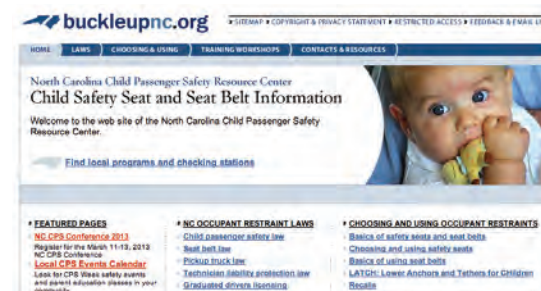 buckleupnc.org
SITEMAP COPYRIGHT & PRIVACY STATEMENT RESTRICTED ACCESS FEEDBACK & EMAIL
HOME LAWS CHOOSING & USING TRAINING WORKSHOPS CONTACTS & RESOURCES
North Carolina Child Passenger Safety Resource Center
Child Safety Seat and Seat Belt Information
Welcome to the web site of the North Carolina Child Passenger Safety
Resource Center.
Find local programs and checking stations
FEATURED PAGES
NC CPS Conference 2013
Register for the March 11-13, 2013
NC CPS Conference
Local CPS Events Calendar
Look for CPS Week safety events
and parent education classes in your
community
NC OCCUPANT RESTRAINT LAWS
Child passenger safety law
Seat belt law
Pickup truck law
Technician liability protection law
Graduated drivers licensing
CHOOSING AND USING OCCUPANT RESTRAINTS
Basics of safety seats and seat belts
Choosing and using safety seats
Basics of using seat belts
LATCH: Lower Anchors and Tethers for CHildren
Recalls